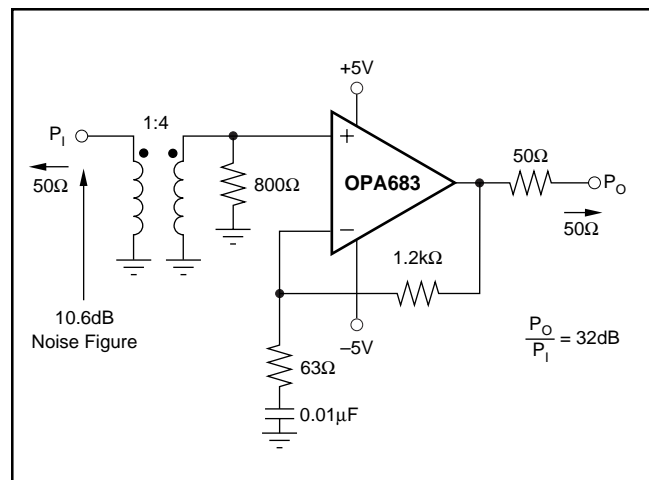 +5V
P_I
1:4
50Ω
800Ω
+
OPA683
−
50Ω
P_O
50Ω
1.2kΩ
–5V
10.6dB
Noise Figure
63Ω
0.01µF
P_O
P_I
= 32dB